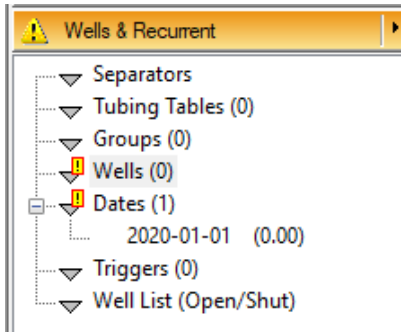 Wells & Recurrent
Separators
Tubing Tables (0)
Groups (0)
Wells (0)
Dates (1)
2020-01-01 (0.00)
Triggers (0)
Well List (Open/Shut)